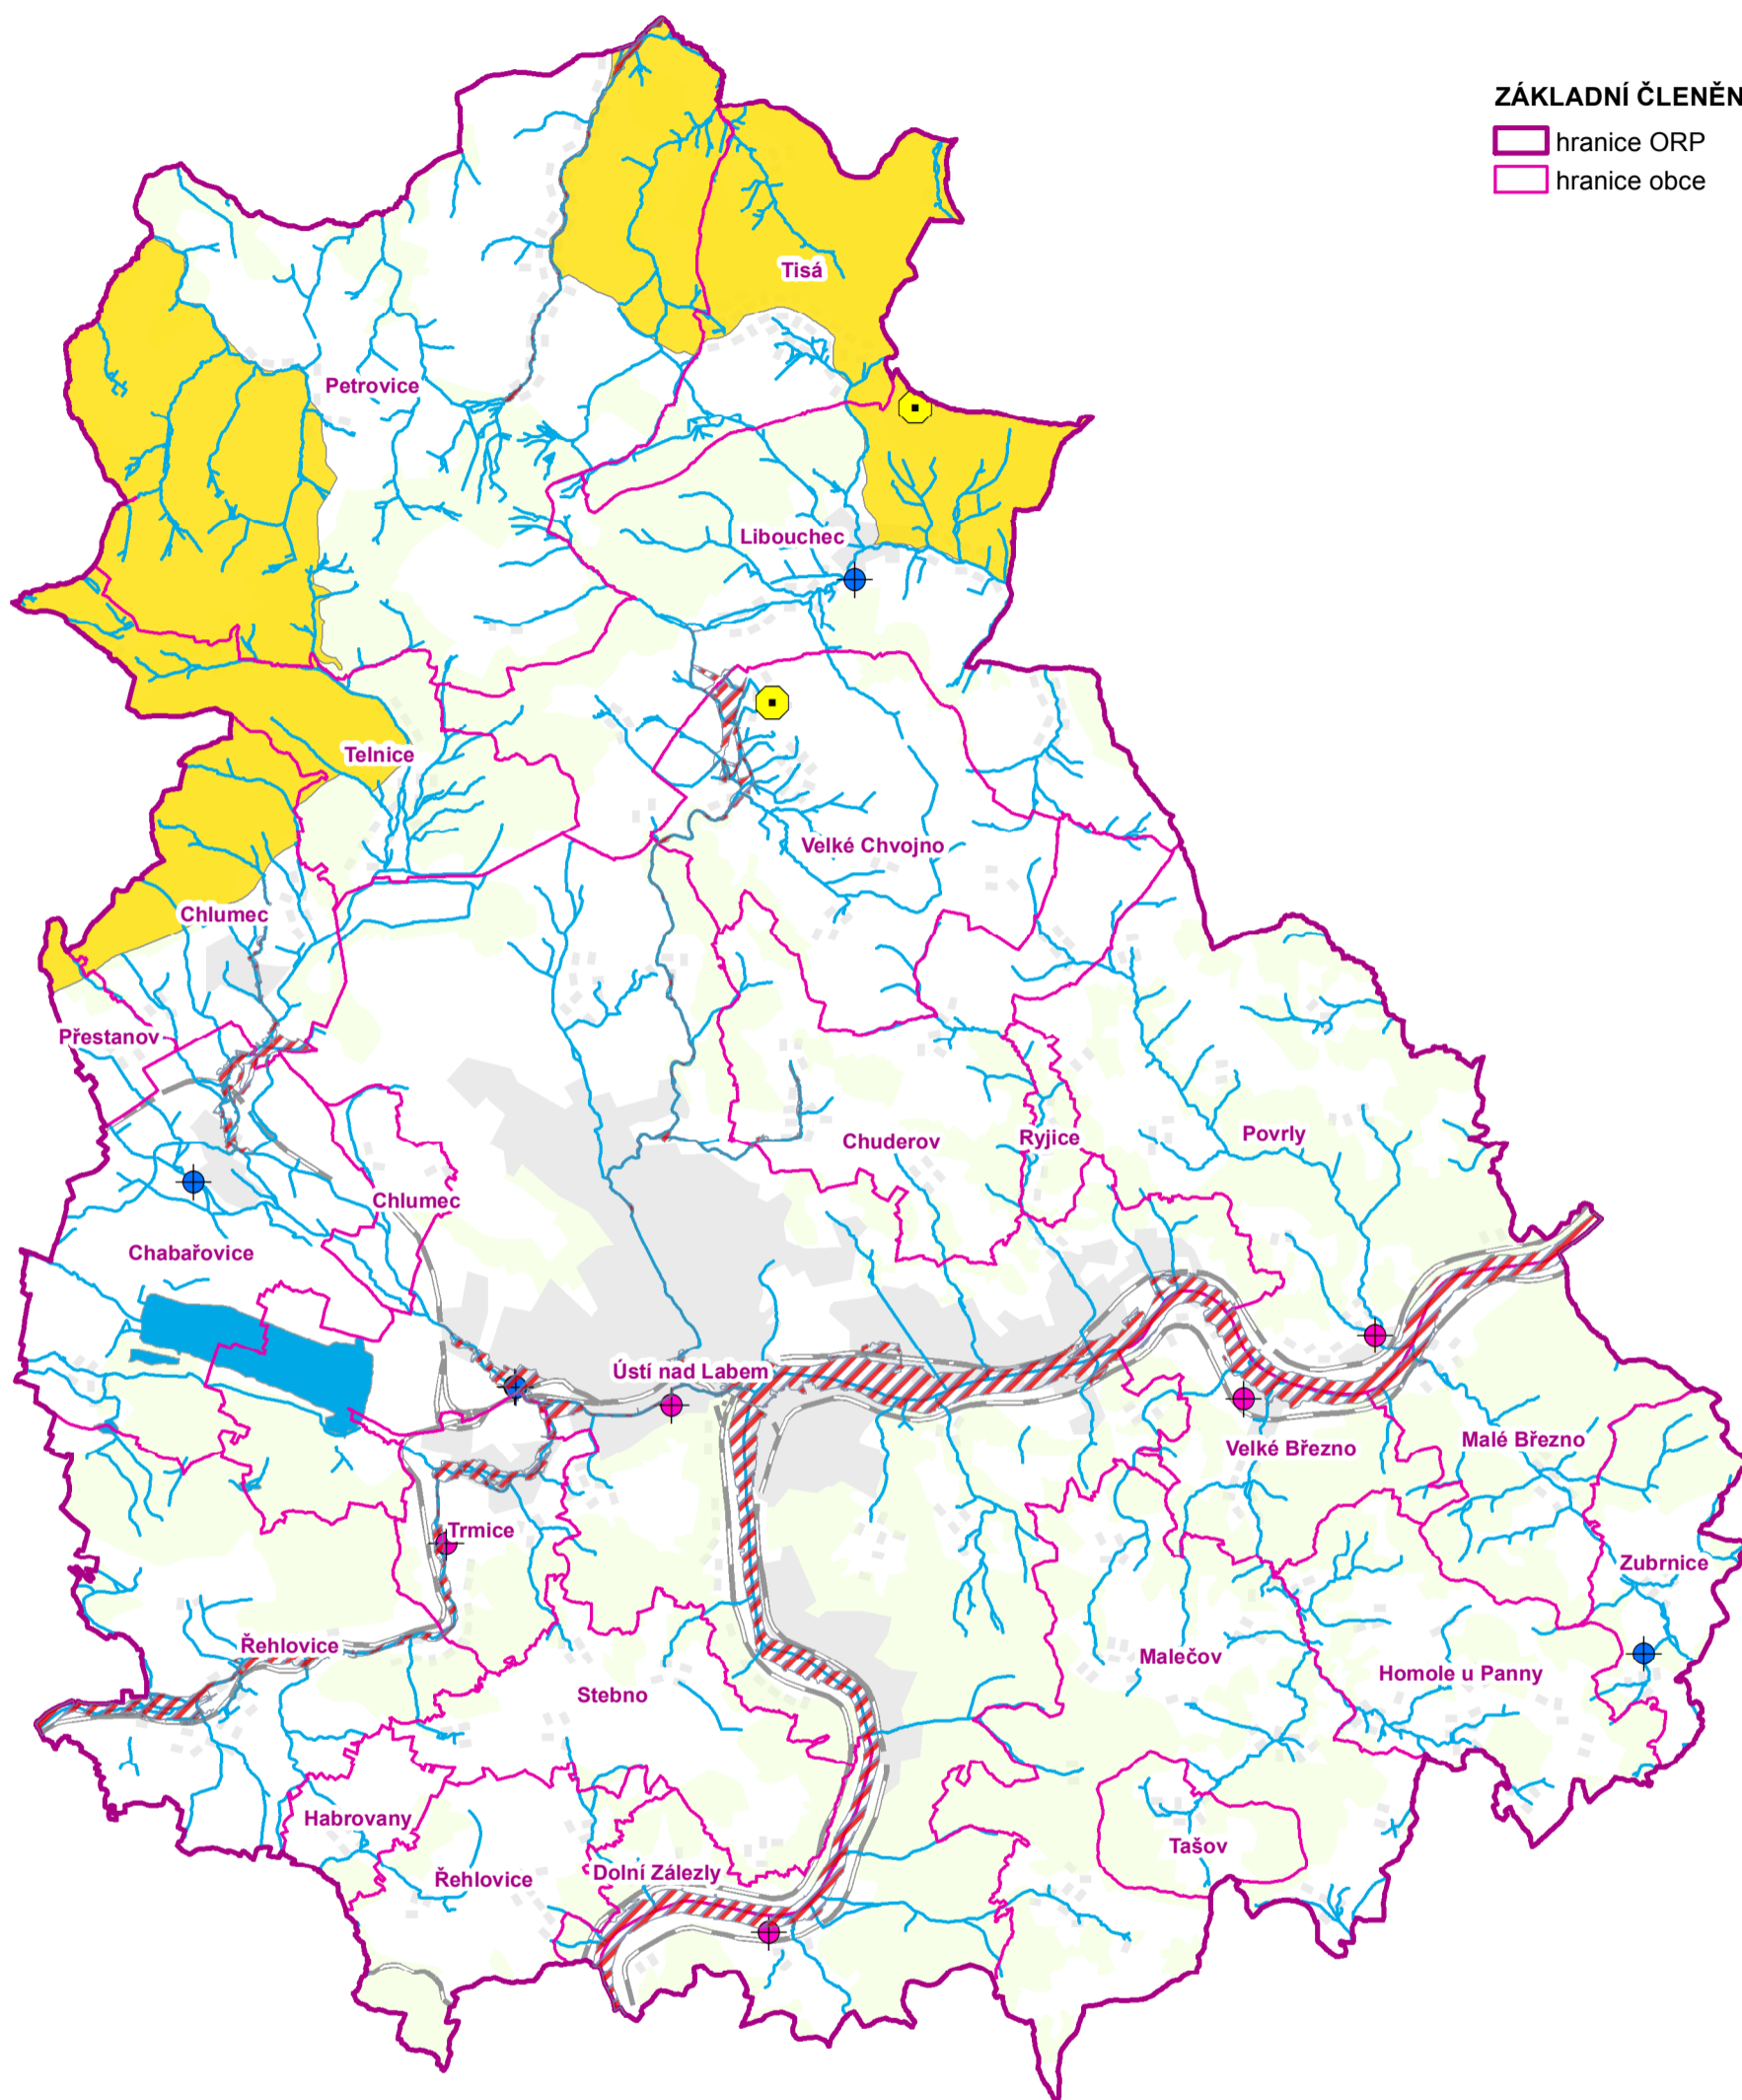 ZÁKLADNÍ ČLENĚN
hranice ORP
hranice obce
Tisá
Petrovice
Libouchec
Telnice
Velké Chvojno
Chlumec
Přestanov
Chuderov
Ryjice
Povrly
Chlumec
Chabařovice
Ústí nad Labem
Velké Březno
Malé Březno
Trmice
Zubrnice
Řehlovice
Malečov
Homole u Panny
Stebno
Habrovany
Tašov
Dolní Zálezly
Řehlovice